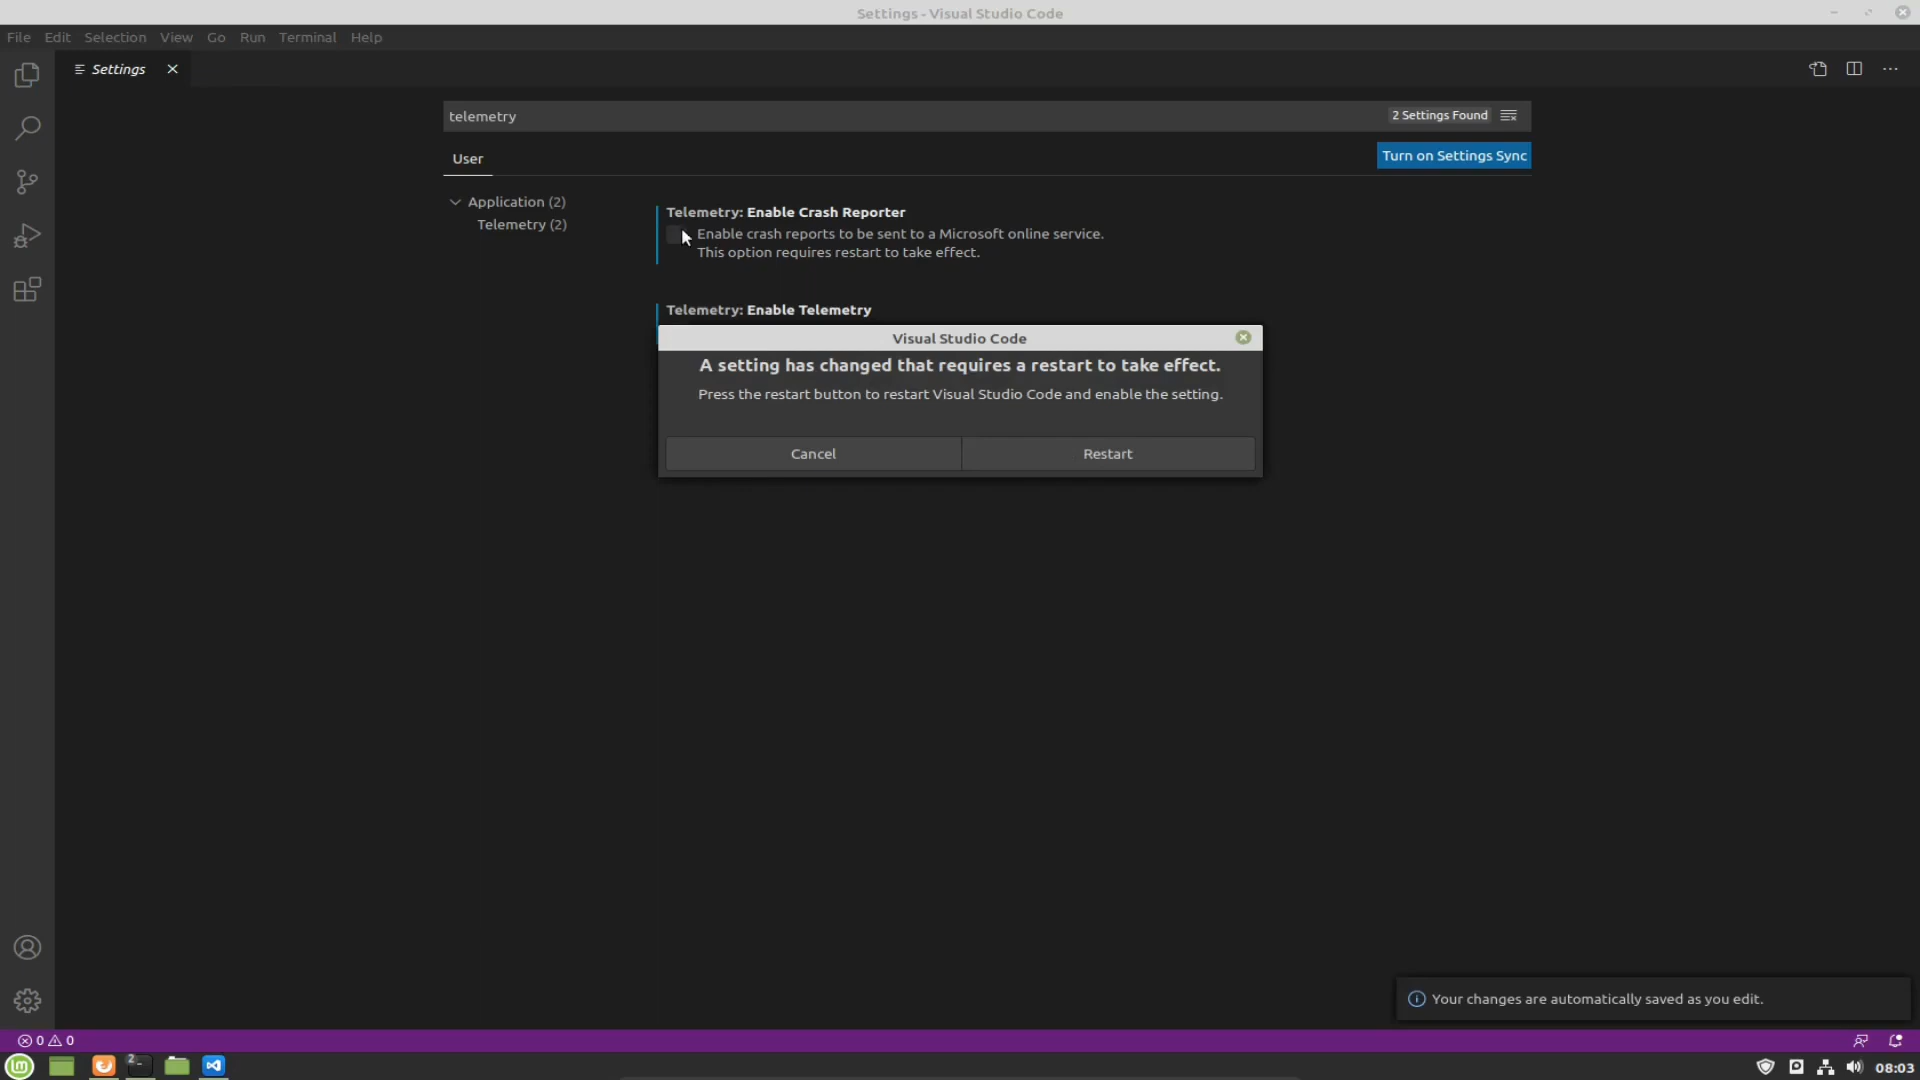 Settings - Visual Studio Code
File Edit Selection View Go Run Terminal Help
Settings
telemetry
2 Settings Found
User
Turn on Settings Sync
Application (2)
Telemetry (2)
Telemetry: Enable Crash Reporter
Enable crash reports to be sent to a Microsoft online service.
This option requires restart to take effect.
Telemetry: Enable Telemetry
Visual Studio Code
A setting has changed that requires a restart to take effect.
Press the restart button to restart Visual Studio Code and enable the setting.
Cancel Restart
Your changes are automatically saved as you edit.
0 0
2
08:03